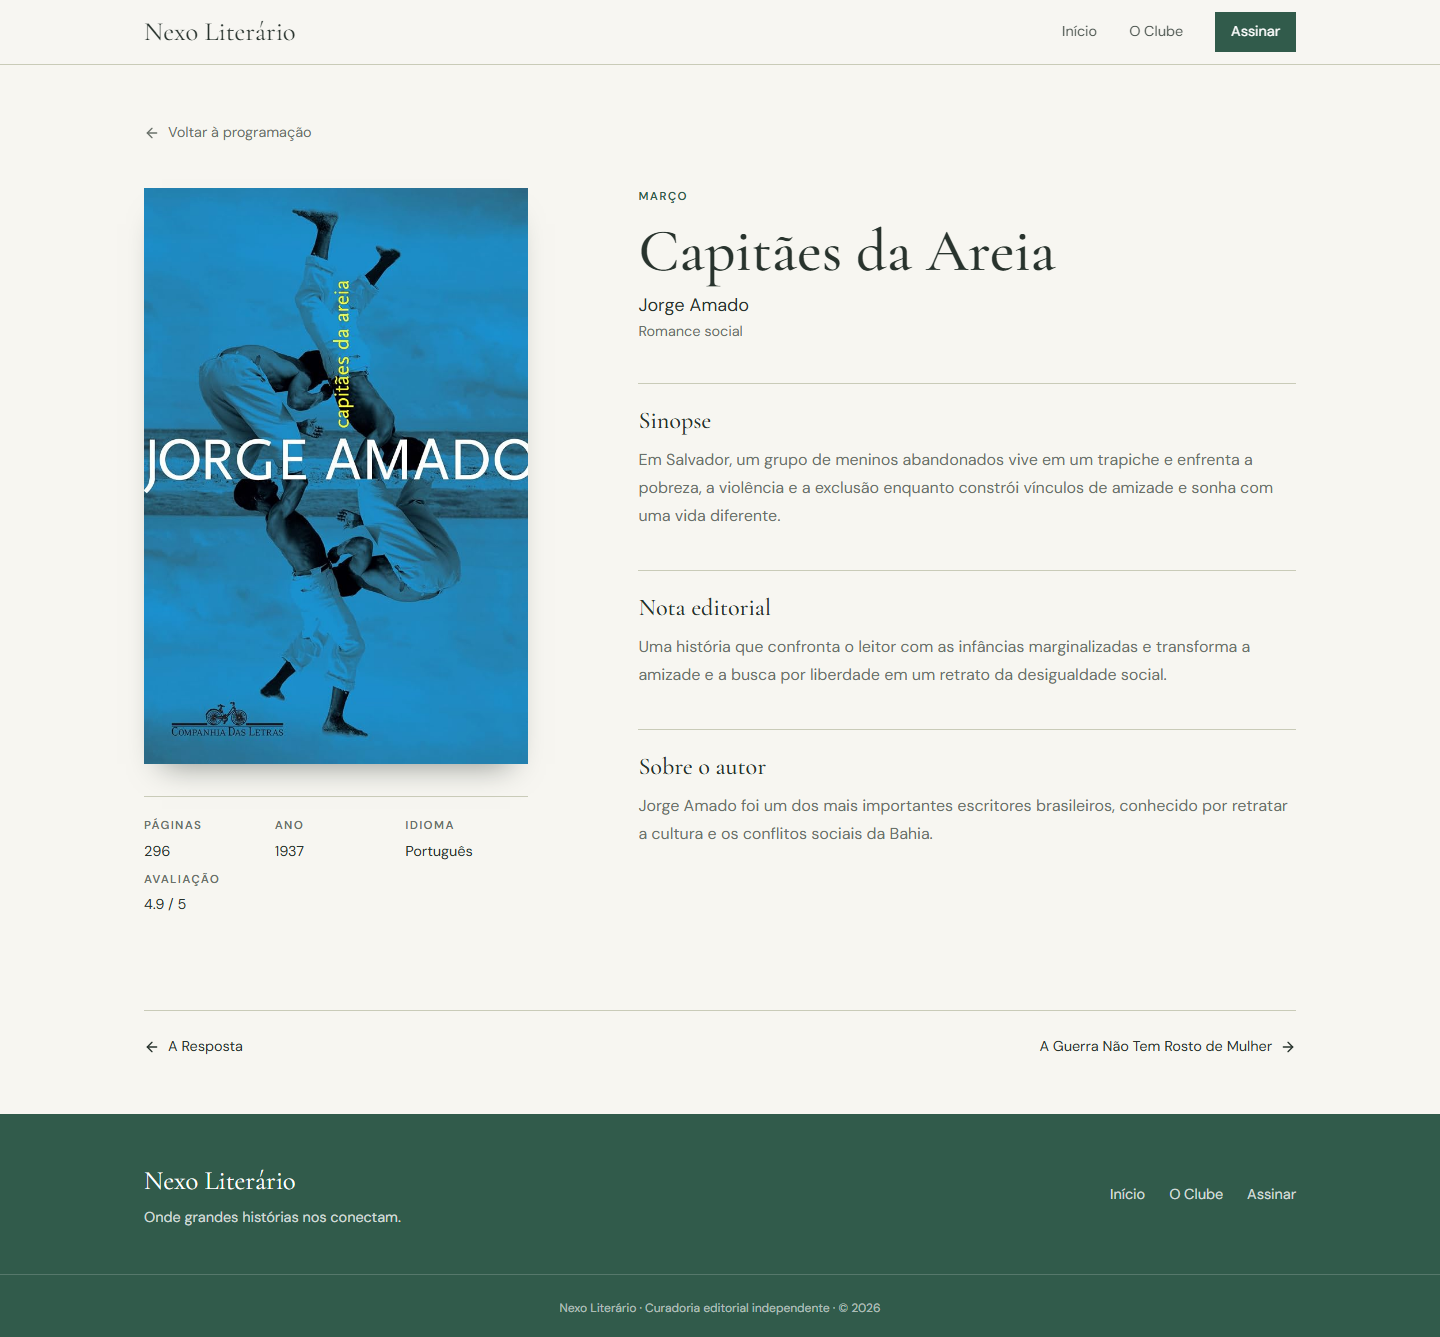 Nexo Literário
Início
O Clube
Assinar
← Voltar à programação
capitães da areia
JORGE AMADO
COMPANHIA DAS LETRAS
PÁGINAS
296
ANO
1937
IDIOMA
Português
AVALIAÇÃO
4.9 / 5
MARÇO
Capitães da Areia
Jorge Amado
Romance social
Sinopse
Em Salvador, um grupo de meninos abandonados vive em um trapiche e enfrenta a
pobreza, a violência e a exclusão enquanto constrói vínculos de amizade e sonha com
uma vida diferente.
Nota editorial
Uma história que confronta o leitor com as infâncias marginalizadas e transforma a
amizade e a busca por liberdade em um retrato da desigualdade social.
Sobre o autor
Jorge Amado foi um dos mais importantes escritores brasileiros, conhecido por retratar
a cultura e os conflitos sociais da Bahia.
← A Resposta
A Guerra Não Tem Rosto de Mulher →
Nexo Literário
Onde grandes histórias nos conectam.
Início
O Clube
Assinar
Nexo Literário · Curadoria editorial independente · © 2026